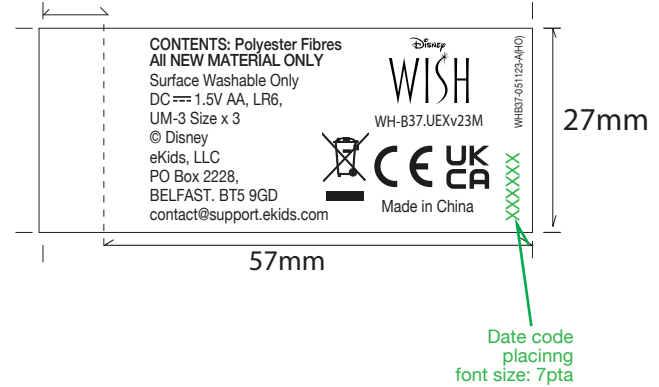 CONTENTS: Polyester Fibres
All NEW MATERIAL ONLY
Surface Washable Only
DC 1.5V AA, LR6,
UM-3 Size x 3
© Disney
eKids, LLC
PO Box 2228,
BELFAST. BT5 9GD
contact@support.ekids.com
Disney
WISH
WH-B37.UEXv23M
CE UK
CA
Made in China
WHB37-051123-A(HO)
XXXXXX
27mm
57mm
Date code
placinng
font size: 7pta